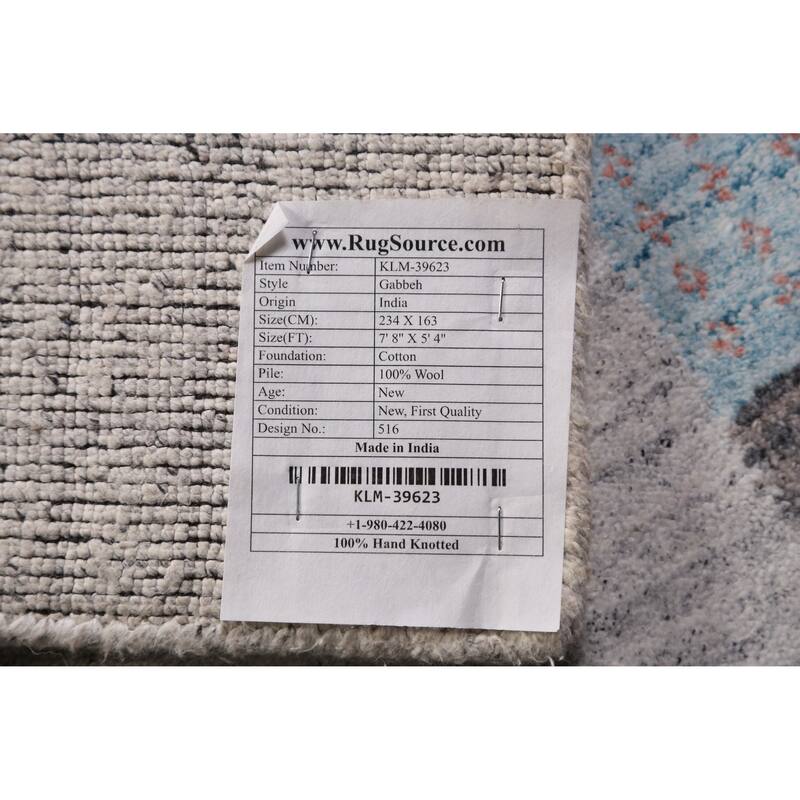 www.RugSource.com
Item Number: KLM-39623
Style Gabbeh
Origin India
Size(CM): 234 X 163
Size(FT): 7' 8" X 5' 4"
Foundation: Cotton
Pile: 100% Wool
Age: New
Condition: New, First Quality
Design No.: 516
Made in India
KLM-39623
+1-980-422-4080
100% Hand Knotted